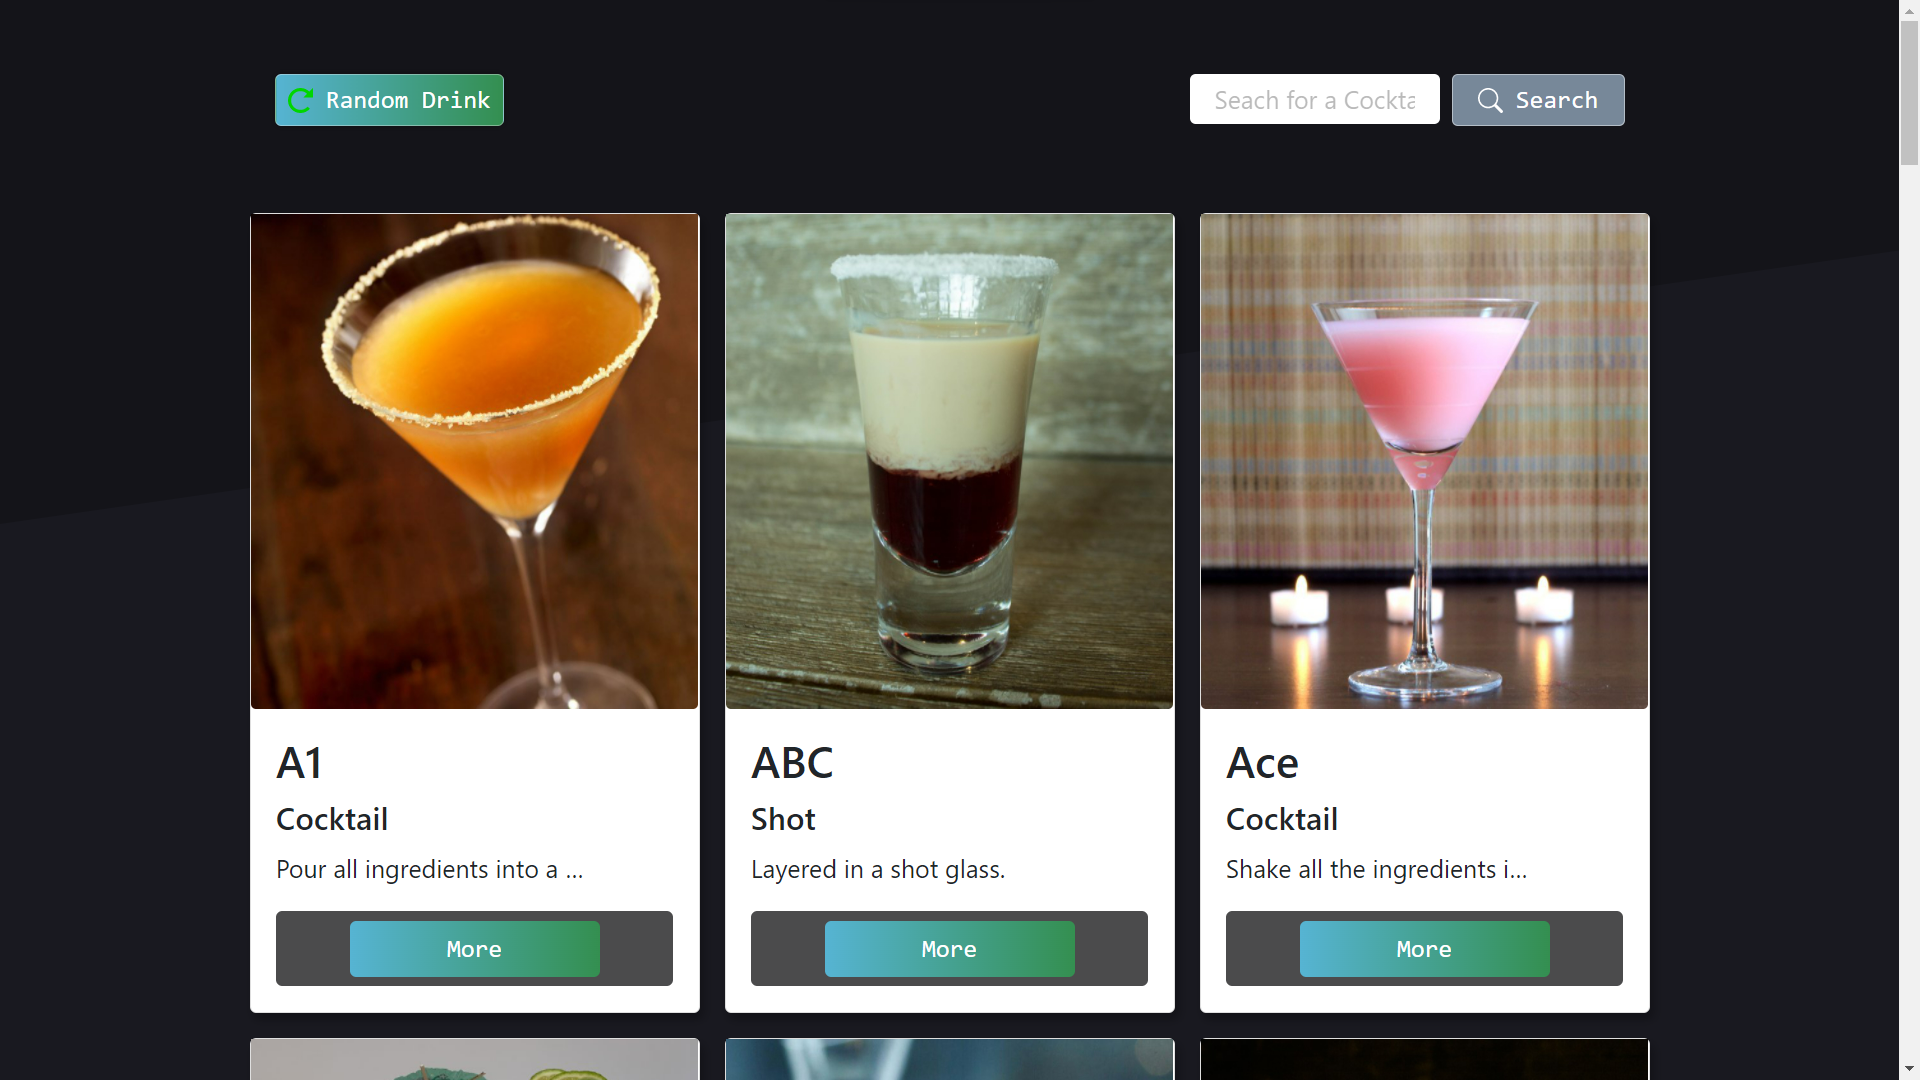 Random Drink
Seach for a Cockta
Search
A1
Cocktail
Pour all ingredients into a ...
More
ABC
Shot
Layered in a shot glass.
More
Ace
Cocktail
Shake all the ingredients i...
More